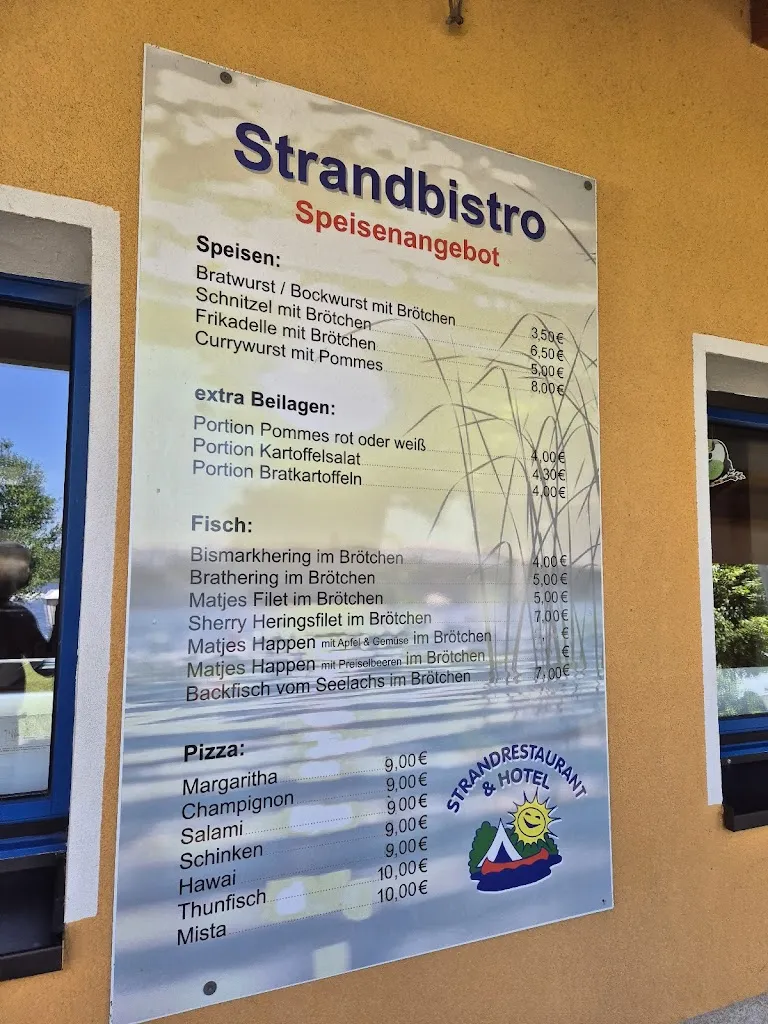 Strandbistro
Speisenangebot
Speisen:
Bratwurst / Bockwurst mit Brötchen 3,50€
Schnitzel mit Brötchen 6,50€
Frikadelle mit Brötchen 5,00€
Currywurst mit Pommes 8,00€
extra Beilagen:
Portion Pommes rot oder weiß 4,00€
Portion Kartoffelsalat 4,30€
Portion Bratkartoffeln 4,00€
Fisch:
Bismarkhering im Brötchen 4,00€
Brathering im Brötchen 5,00€
Matjes Filet im Brötchen 5,00€
Sherry Heringsfilet im Brötchen 7,00€
Matjes Happen mit Apfel & Gemüse im Brötchen , €
Matjes Happen mit Preiselbeeren im Brötchen €
Backfisch vom Seelachs im Brötchen 7,00€
Pizza:
Margaritha 9,00€
Champignon 9,00€
Salami 9,00€
Schinken 9,00€
Hawai 9,00€
Thunfisch 10,00€
Mista 10,00€
STRANDRESTAURANT
& HOTEL